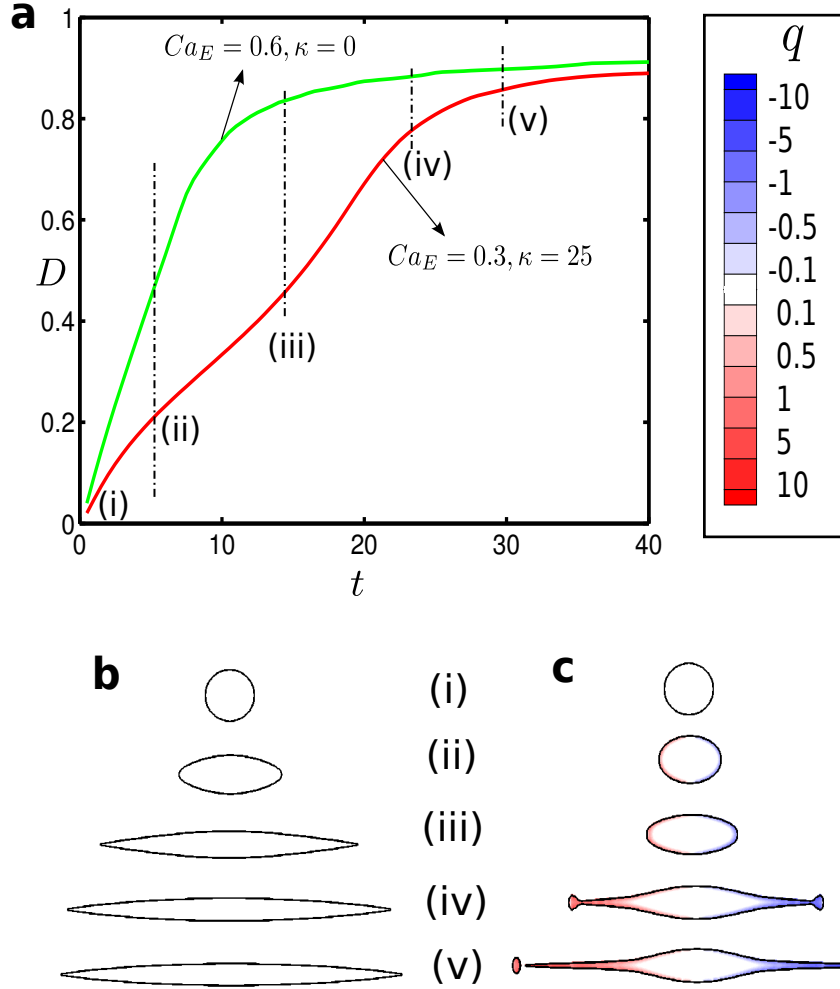 a
1
0.8
0.6
D
0.4
0.2
0
Ca_E = 0.6, κ = 0
(v)
(iv)
Ca_E = 0.3, κ = 25
(iii)
(ii)
(i)
0 10 20 30 40
t
q
-10
-5
-1
-0.5
-0.1
0.1
0.5
1
5
10
b
c
(i)
(ii)
(iii)
(iv)
(v)